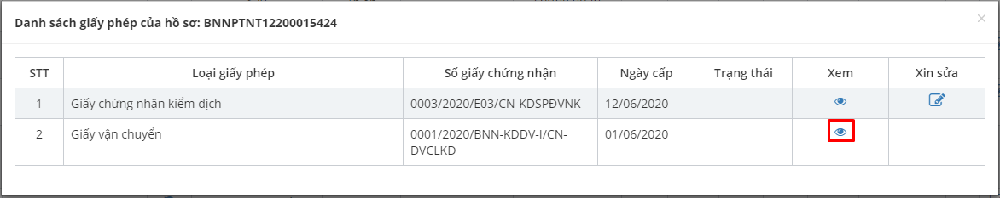 Danh sách giấy phép của hồ sơ: BNNPTNT12200015424
×
STT Loại giấy phép Số giấy chứng nhận Ngày cấp Trạng thái Xem Xin sửa
1 Giấy chứng nhận kiểm dịch 0003/2020/E03/CN-KDSPĐVNK 12/06/2020
2 Giấy vận chuyển 0001/2020/BNN-KDDV-I/CN- 01/06/2020
ĐVCLKD